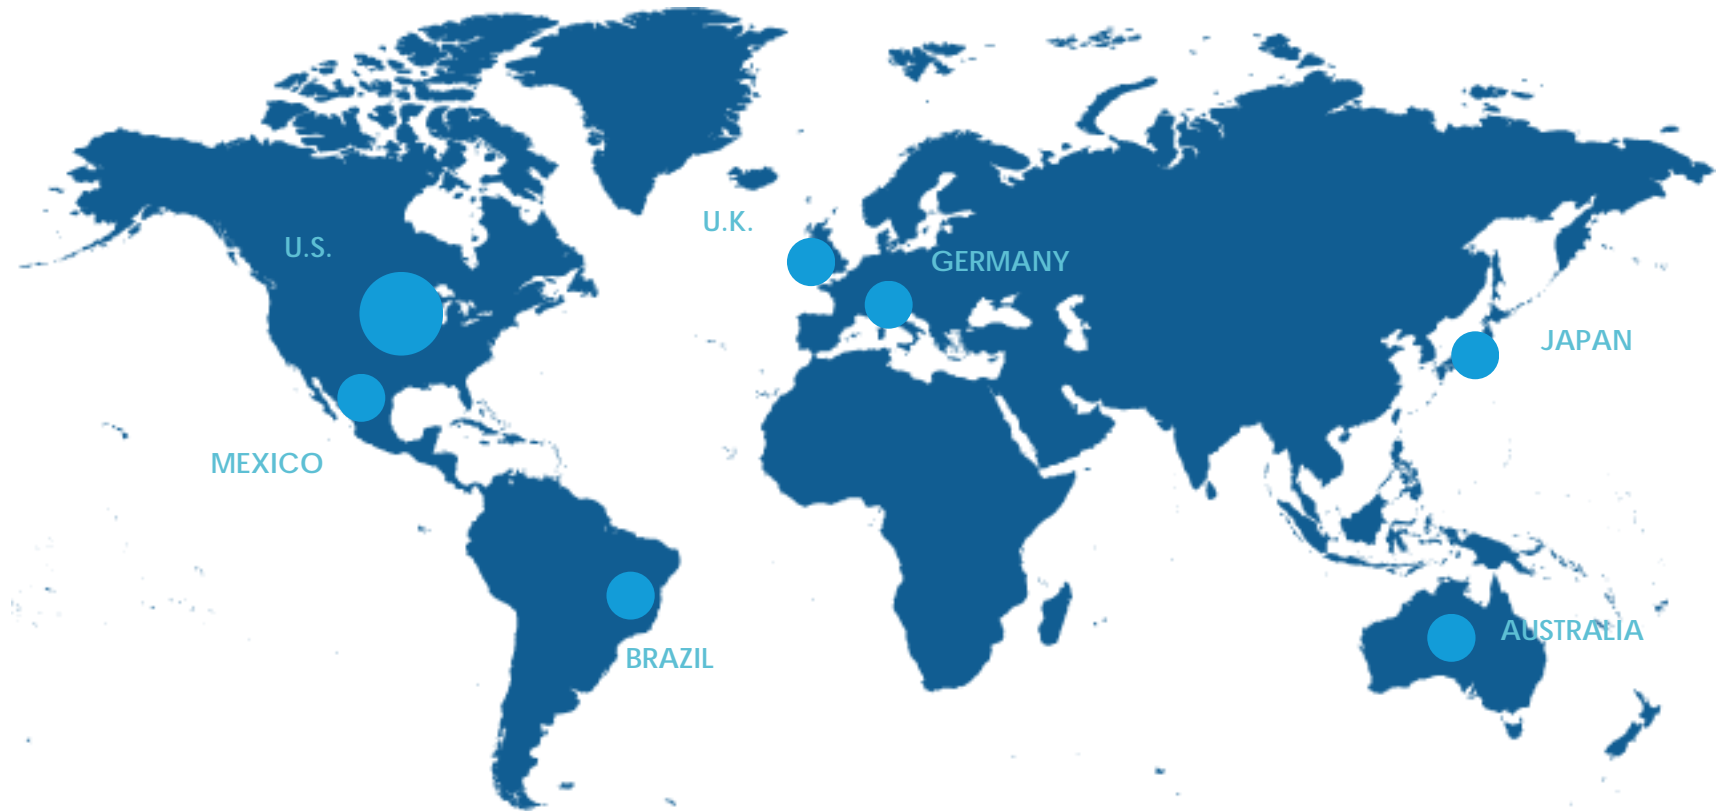 U.K.
U.S.
GERMANY
JAPAN
MEXICO
AUSTRALIA
BRAZIL